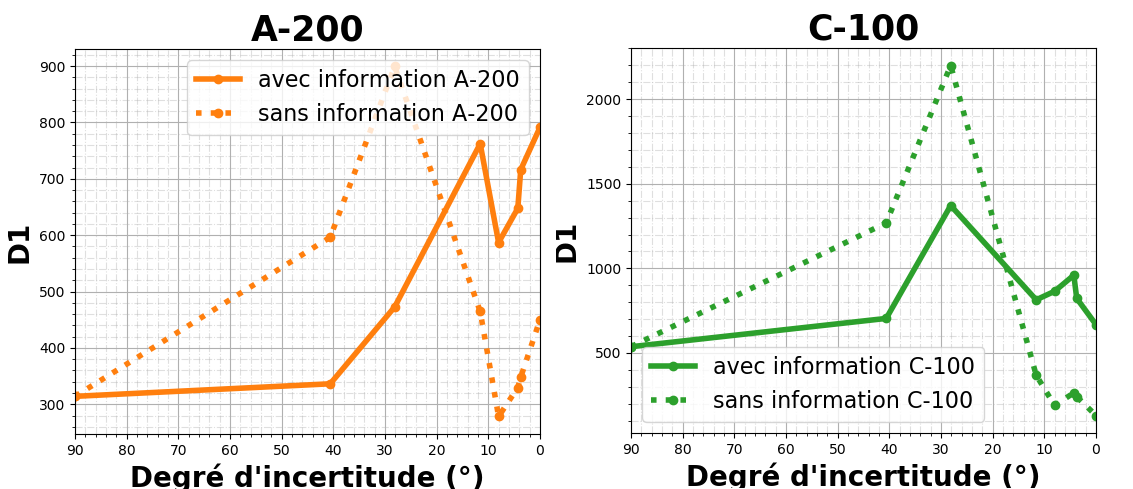 A-200
900
800
700
600
500
400
300
D1
avec information A-200
sans information A-200
90 80 70 60 50 40 30 20 10 0
Degré d'incertitude (°)
C-100
2000
1500
1000
500
D1
avec information C-100
sans information C-100
90 80 70 60 50 40 30 20 10 0
Degré d'incertitude (°)